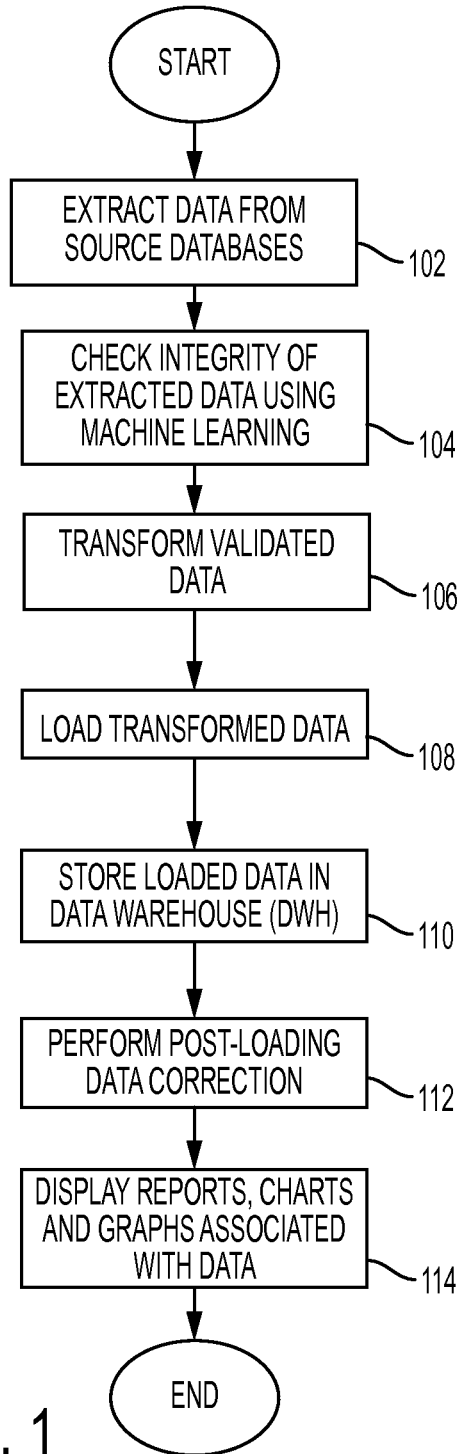 START
EXTRACT DATA FROM
SOURCE DATABASES
102
CHECK INTEGRITY OF
EXTRACTED DATA USING
MACHINE LEARNING
104
TRANSFORM VALIDATED
DATA
106
LOAD TRANSFORMED DATA
108
STORE LOADED DATA IN
DATA WAREHOUSE (DWH)
110
PERFORM POST-LOADING
DATA CORRECTION
112
DISPLAY REPORTS, CHARTS
AND GRAPHS ASSOCIATED
WITH DATA
114
END
. 1